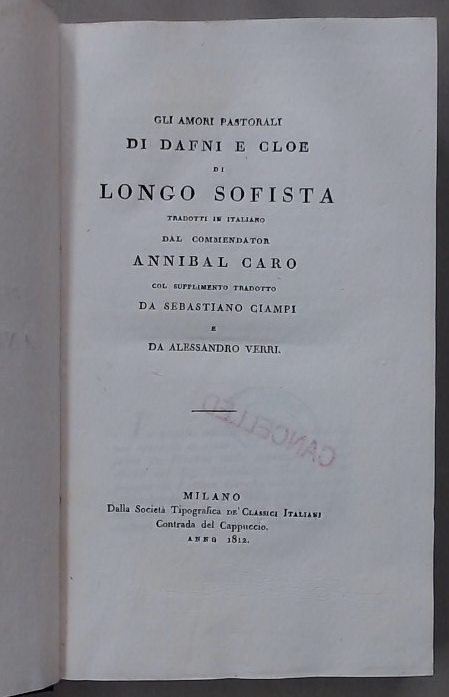 GLI AMORI PASTORALI
DI DAFNI E CLOE
DI
LONGO SOFISTA
TRADOTTI IN ITALIANO
DAL COMMENDATOR
ANNIBAL CARO
COL SUPPLIMENTO TRADOTTO
DA SEBASTIANO CIAMPI
E
DA ALESSANDRO VERRI.
CANCELLED
MILANO
Dalla Società Tipografica DE' CLASSICI ITALIANI
Contrada del Cappuccio.
ANNO 1812.